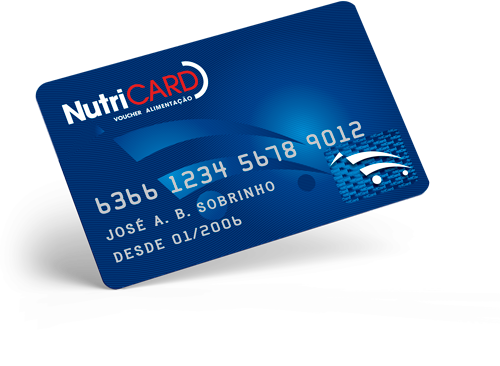 NutriCARD
VOUCHER ALIMENTAÇÃO
6366 1234 5678 9012
JOSÉ A. B. SOBRINHO
DESDE 01/2006